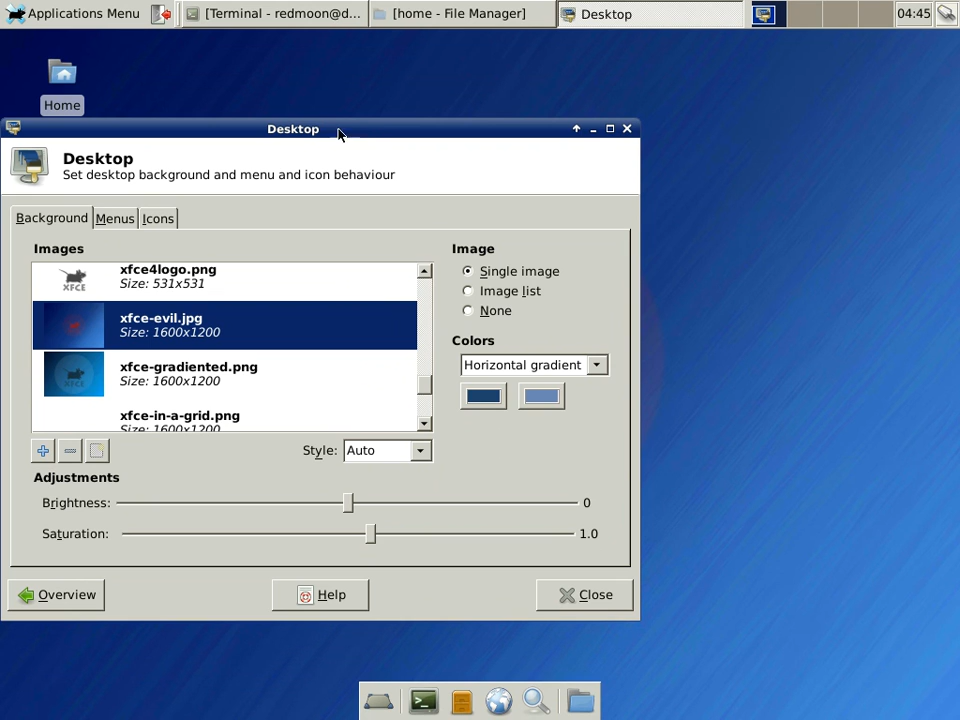 Applications Menu
[Terminal - redmoon@d...
[home - File Manager]
Desktop
04:45
Home
Desktop
Desktop
Set desktop background and menu and icon behaviour
Background
Menus
Icons
Images
xfce4logo.png
Size: 531x531
XFCE
xfce-evil.jpg
Size: 1600x1200
xfce-gradiented.png
Size: 1600x1200
xfce-in-a-grid.png
Size: 1600x1200
Style: Auto
Image
Single image
Image list
None
Colors
Horizontal gradient
Adjustments
Brightness: 0
Saturation: 1.0
Overview
Help
Close